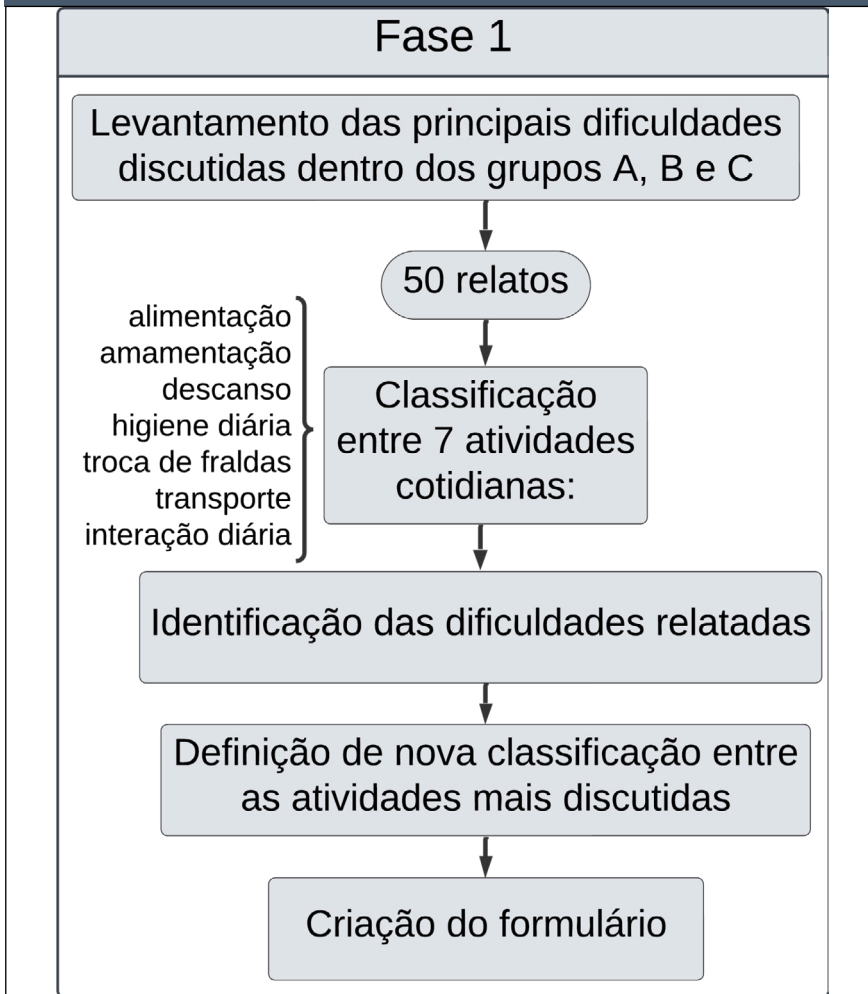 Fase 1
Levantamento das principais dificuldades
discutidas dentro dos grupos A, B e C
50 relatos
alimentação
amamentação
descanso
higiene diária
troca de fraldas
transporte
interação diária
Classificação
entre 7 atividades
cotidianas:
Identificação das dificuldades relatadas
Definição de nova classificação entre
as atividades mais discutidas
Criação do formulário